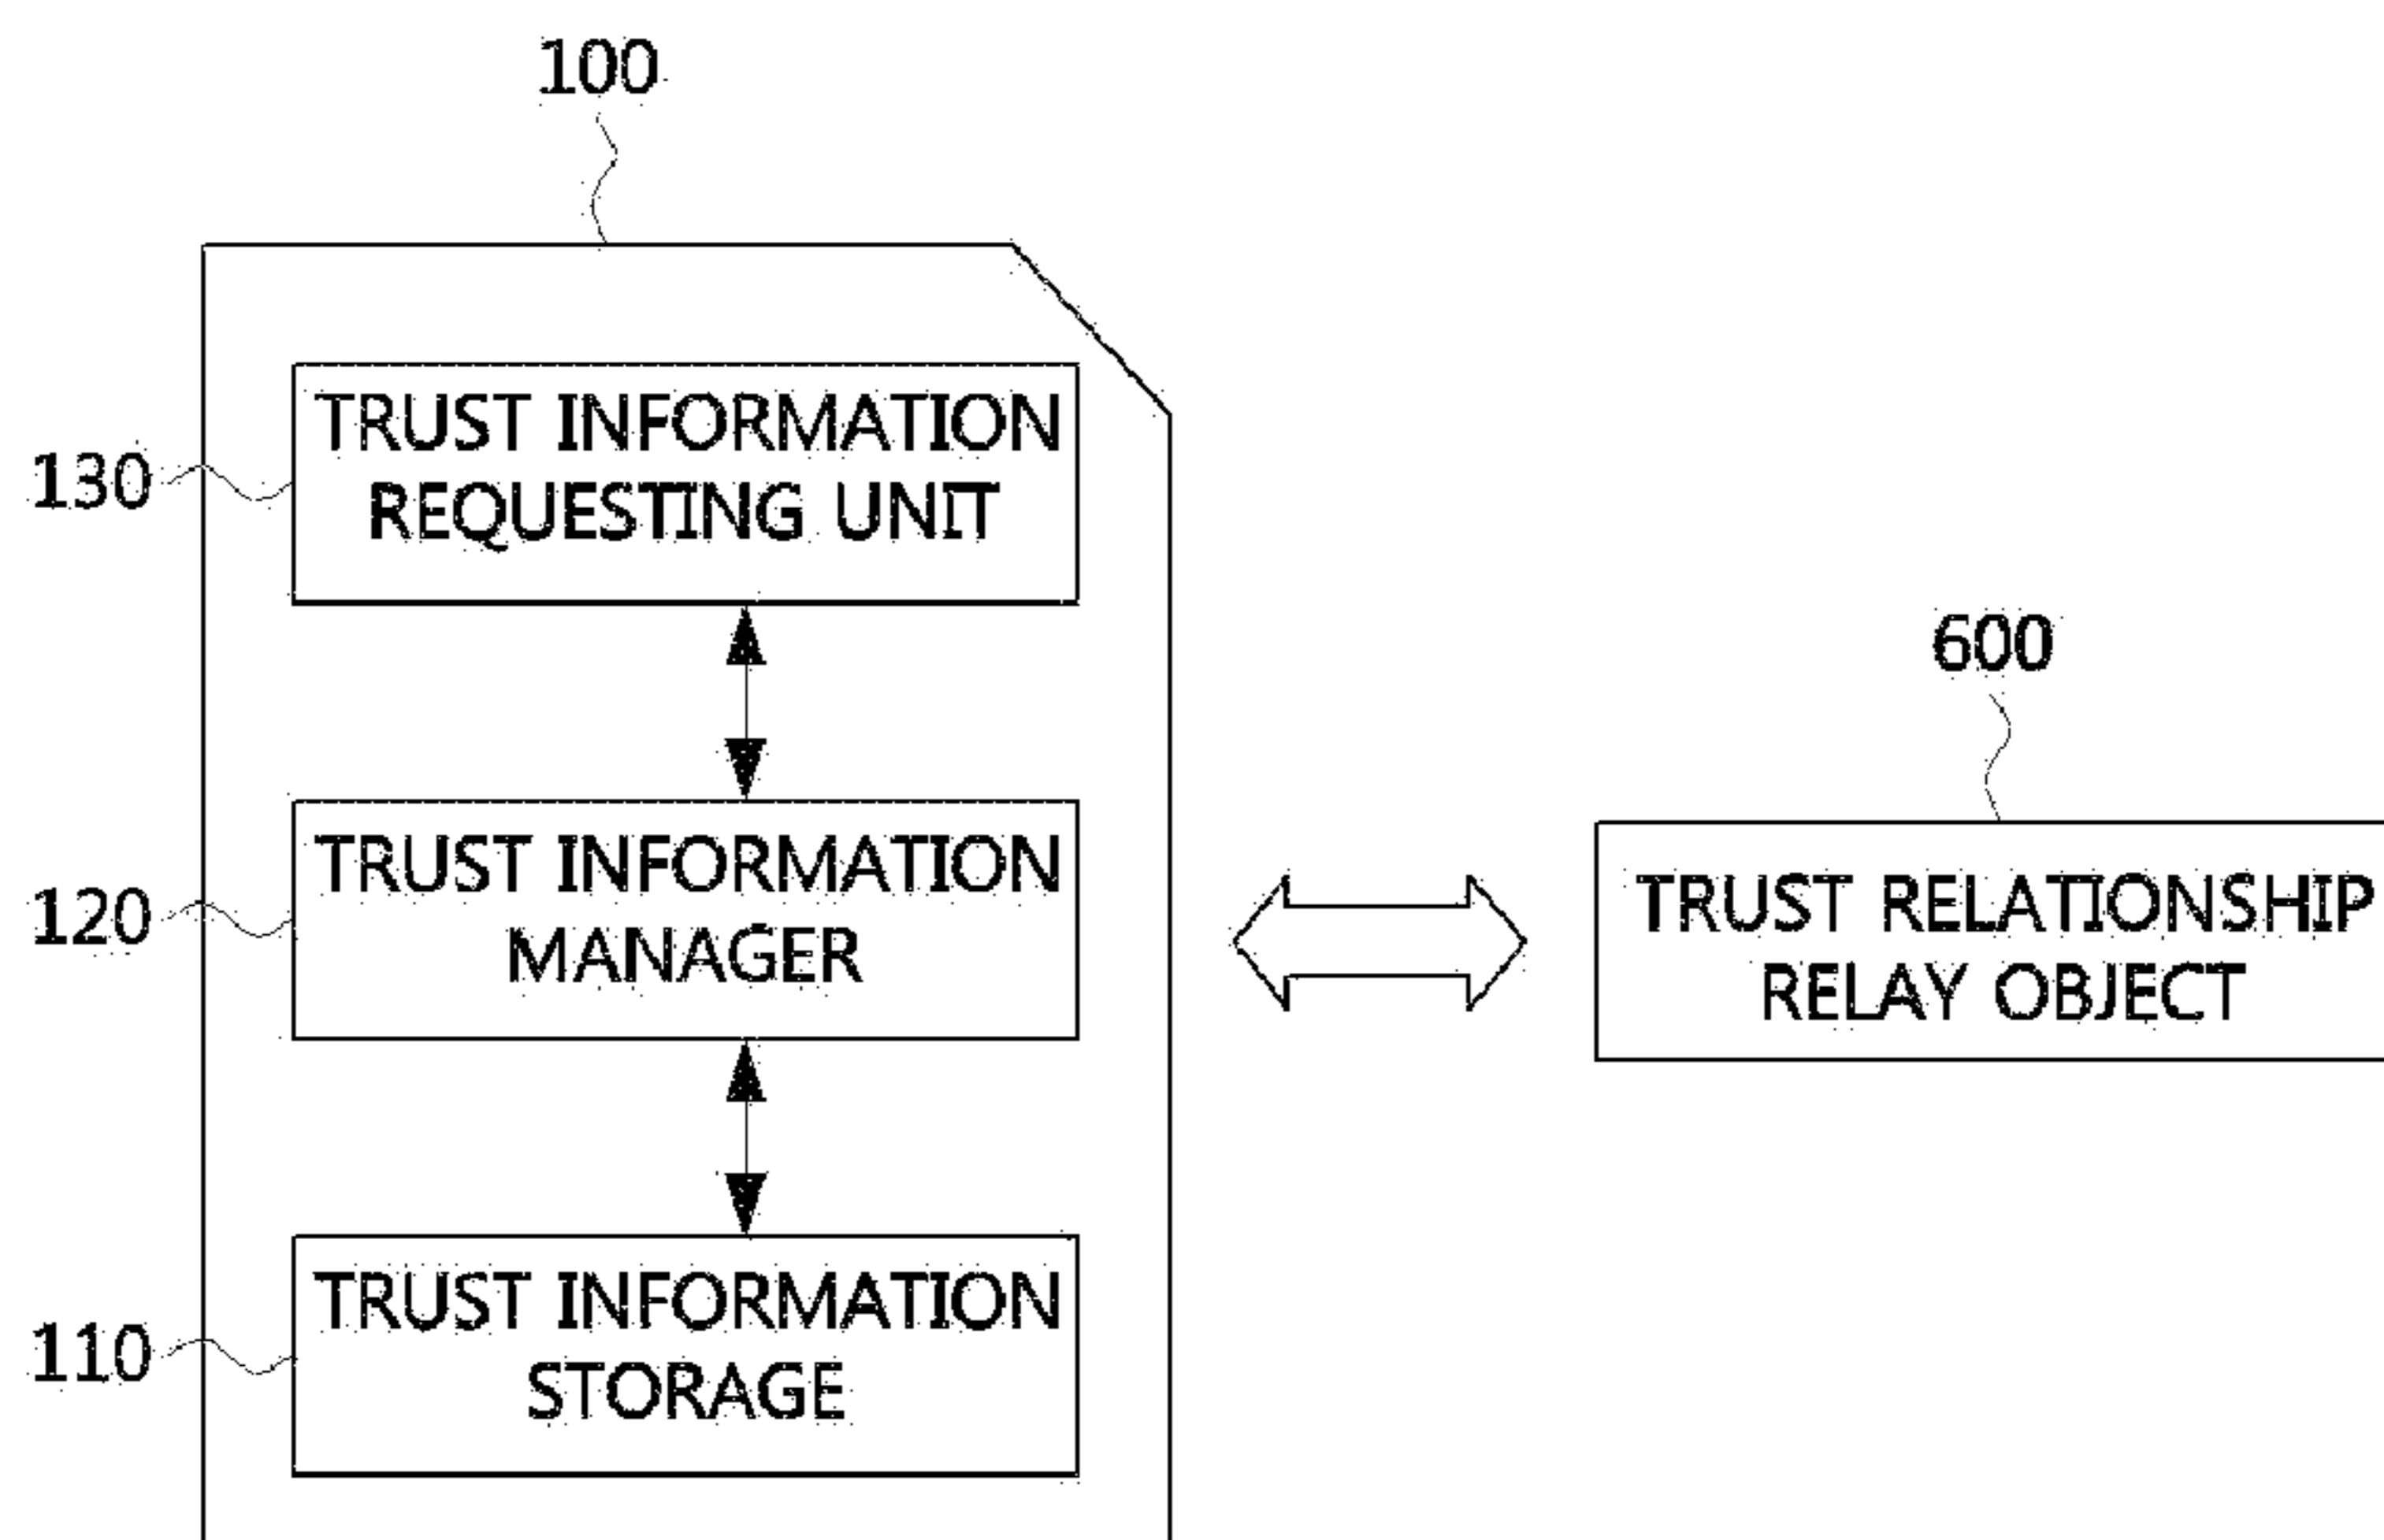 100
130
TRUST INFORMATION
REQUESTING UNIT
600
120
TRUST INFORMATION
MANAGER
TRUST RELATIONSHIP
RELAY OBJECT
110
TRUST INFORMATION
STORAGE